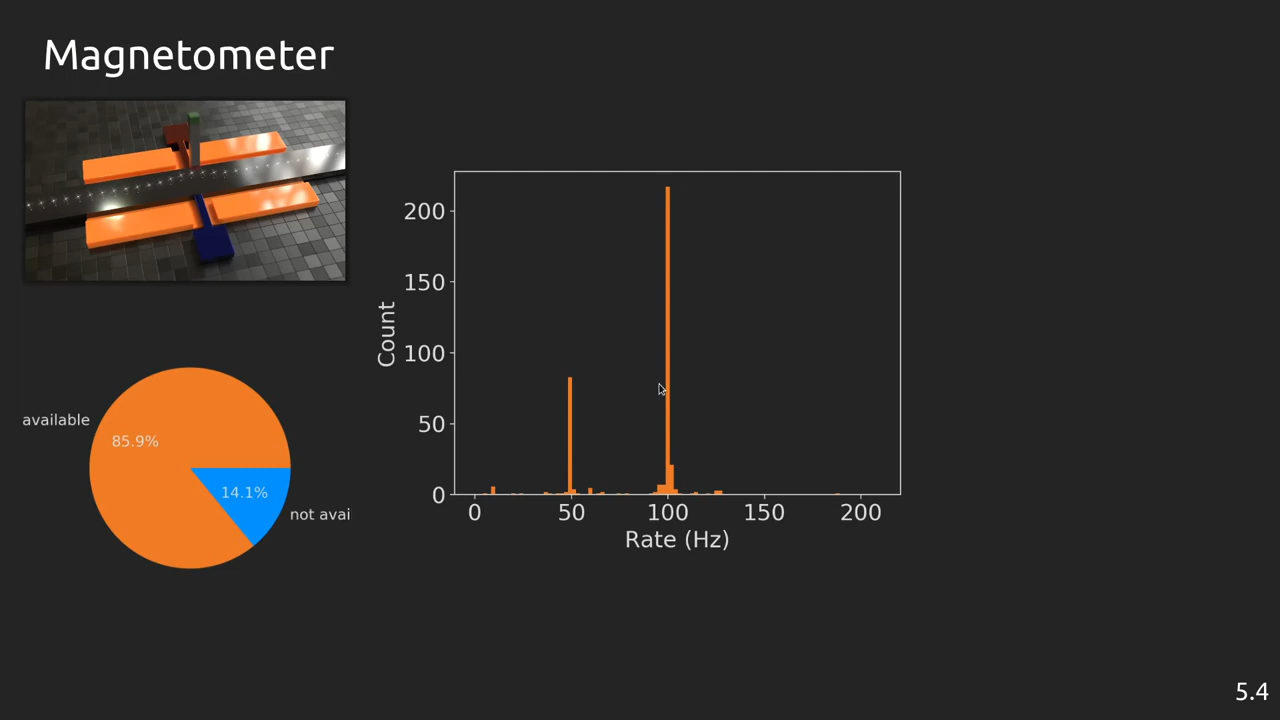 Magnetometer
available
85.9%
14.1%
not avai
Count
200
150
100
50
0
0 50 100 150 200
Rate (Hz)
5.4